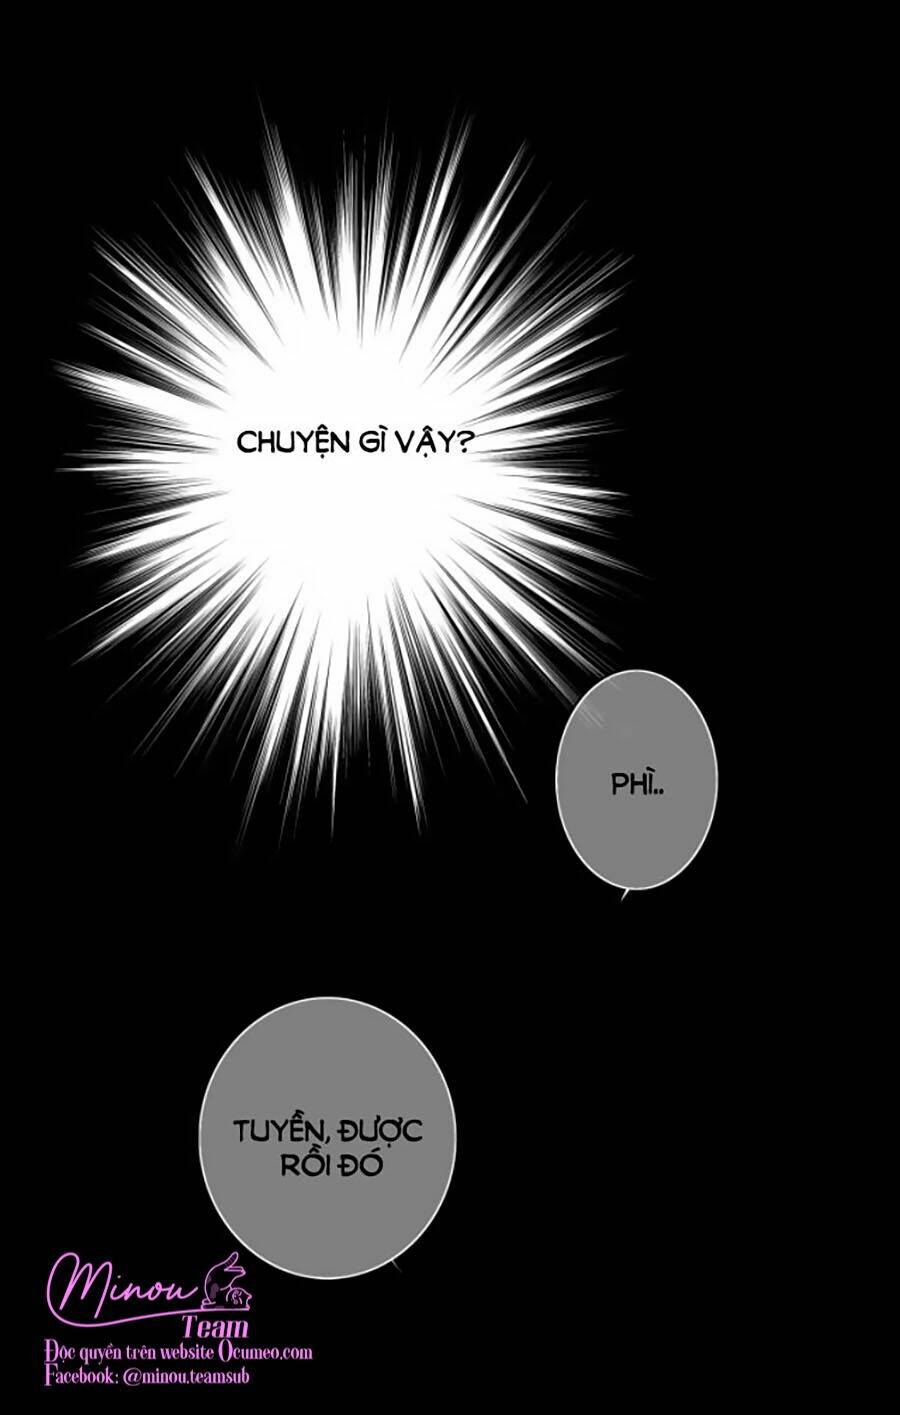 CHUYỆN GÌ VẬY?
PHÌ..
TUYỀN, ĐƯỢC
RỒI ĐÓ
Minou
Team
Độc quyền trên website Ocumeo.com
Facebook: @minou.teamsub